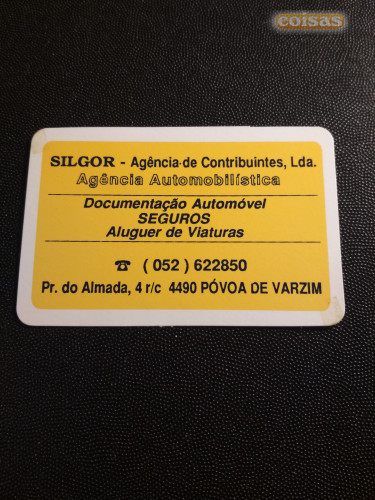 coisas
SILGOR - Agência de Contribuintes, Lda.
Agência Automobilística
Documentação Automóvel
SEGUROS
Aluguer de Viaturas
☎ ( 052 ) 622850
Pr. do Almada, 4 r/c 4490 PÓVOA DE VARZIM